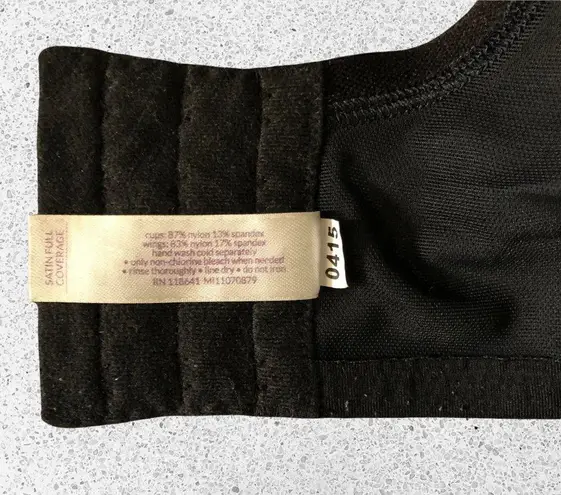 SATIN FULL
COVERAGE
cups: 87% nylon 13% spandex
wings: 83% nylon 17% spandex
hand wash cold separately
• only non-chlorine bleach when needed
• rinse thoroughly • line dry • do not iron
RN 118641 MI11070879
0415